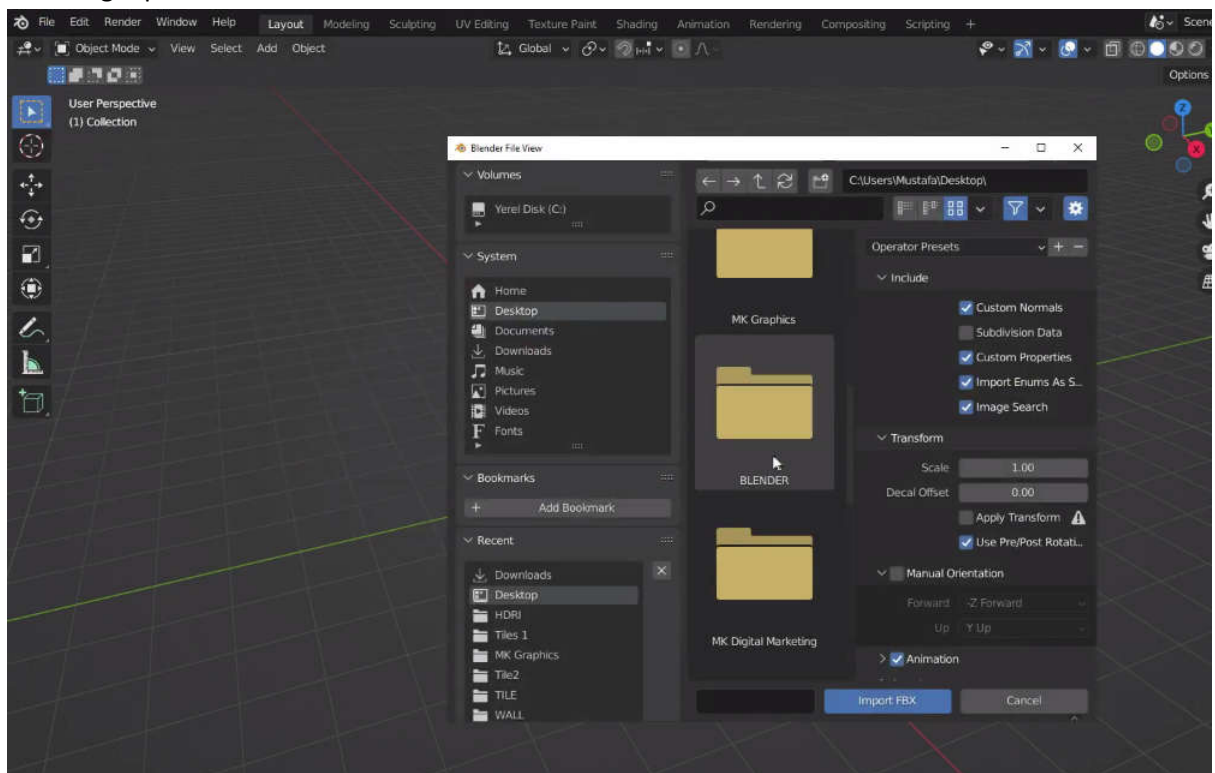 File Edit Render Window Help Layout Modeling Sculpting UV Editing Texture Paint Shading Animation Rendering Compositing Scripting + Scene
Object Mode View Select Add Object Global
Options
User Perspective
(1) Collection
Z
X
Blender File View
Volumes
Yerel Disk (C:)
System
Home
Desktop
Documents
Downloads
Music
Pictures
Videos
Fonts
Bookmarks
+ Add Bookmark
Recent
Downloads
Desktop
HDRI
Tiles 1
MK Graphics
Tile2
TILE
WALL
C:\Users\Mustafa\Desktop\
MK Graphics
BLENDER
MK Digital Marketing
Operator Presets + −
Include
Custom Normals
Subdivision Data
Custom Properties
Import Enums As S...
Image Search
Transform
Scale 1.00
Decal Offset 0.00
Apply Transform
Use Pre/Post Rotati...
Manual Orientation
Forward -Z Forward
Up Y Up
Animation
Import FBX Cancel